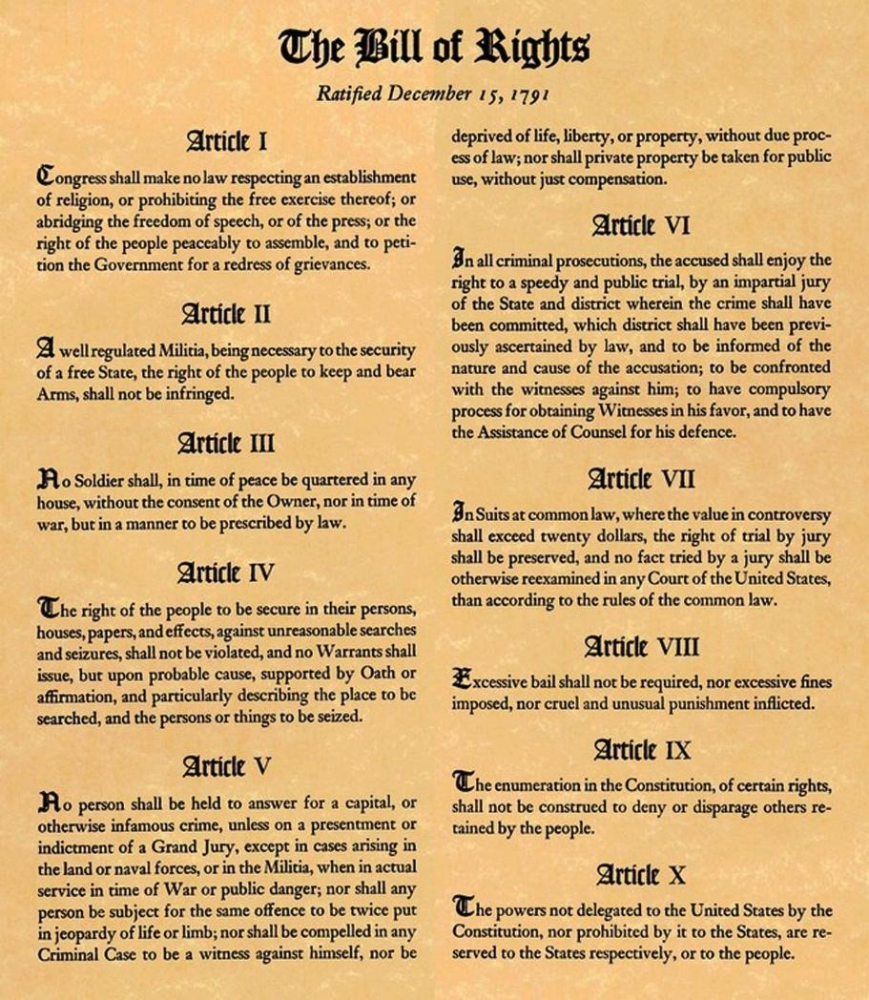 The Bill of Rights
Ratified December 15, 1791
Article I
Congress shall make no law respecting an establishment
of religion, or prohibiting the free exercise thereof; or
abridging the freedom of speech, or of the press; or the
right of the people peaceably to assemble, and to peti-
tion the Government for a redress of grievances.
Article II
A well regulated Militia, being necessary to the security
of a free State, the right of the people to keep and bear
Arms, shall not be infringed.
Article III
No Soldier shall, in time of peace be quartered in any
house, without the consent of the Owner, nor in time of
war, but in a manner to be prescribed by law.
Article IV
The right of the people to be secure in their persons,
houses, papers, and effects, against unreasonable searches
and seizures, shall not be violated, and no Warrants shall
issue, but upon probable cause, supported by Oath or
affirmation, and particularly describing the place to be
searched, and the persons or things to be seized.
Article V
No person shall be held to answer for a capital, or
otherwise infamous crime, unless on a presentment or
indictment of a Grand Jury, except in cases arising in
the land or naval forces, or in the Militia, when in actual
service in time of War or public danger; nor shall any
person be subject for the same offence to be twice put
in jeopardy of life or limb; nor shall be compelled in any
Criminal Case to be a witness against himself, nor be
deprived of life, liberty, or property, without due proc-
ess of law; nor shall private property be taken for public
use, without just compensation.
Article VI
In all criminal prosecutions, the accused shall enjoy the
right to a speedy and public trial, by an impartial jury
of the State and district wherein the crime shall have
been committed, which district shall have been previ-
ously ascertained by law, and to be informed of the
nature and cause of the accusation; to be confronted
with the witnesses against him; to have compulsory
process for obtaining Witnesses in his favor, and to have
the Assistance of Counsel for his defence.
Article VII
In Suits at common law, where the value in controversy
shall exceed twenty dollars, the right of trial by jury
shall be preserved, and no fact tried by a jury shall be
otherwise reexamined in any Court of the United States,
than according to the rules of the common law.
Article VIII
Excessive bail shall not be required, nor excessive fines
imposed, nor cruel and unusual punishment inflicted.
Article IX
The enumeration in the Constitution, of certain rights,
shall not be construed to deny or disparage others re-
tained by the people.
Article X
The powers not delegated to the United States by the
Constitution, nor prohibited by it to the States, are re-
served to the States respectively, or to the people.